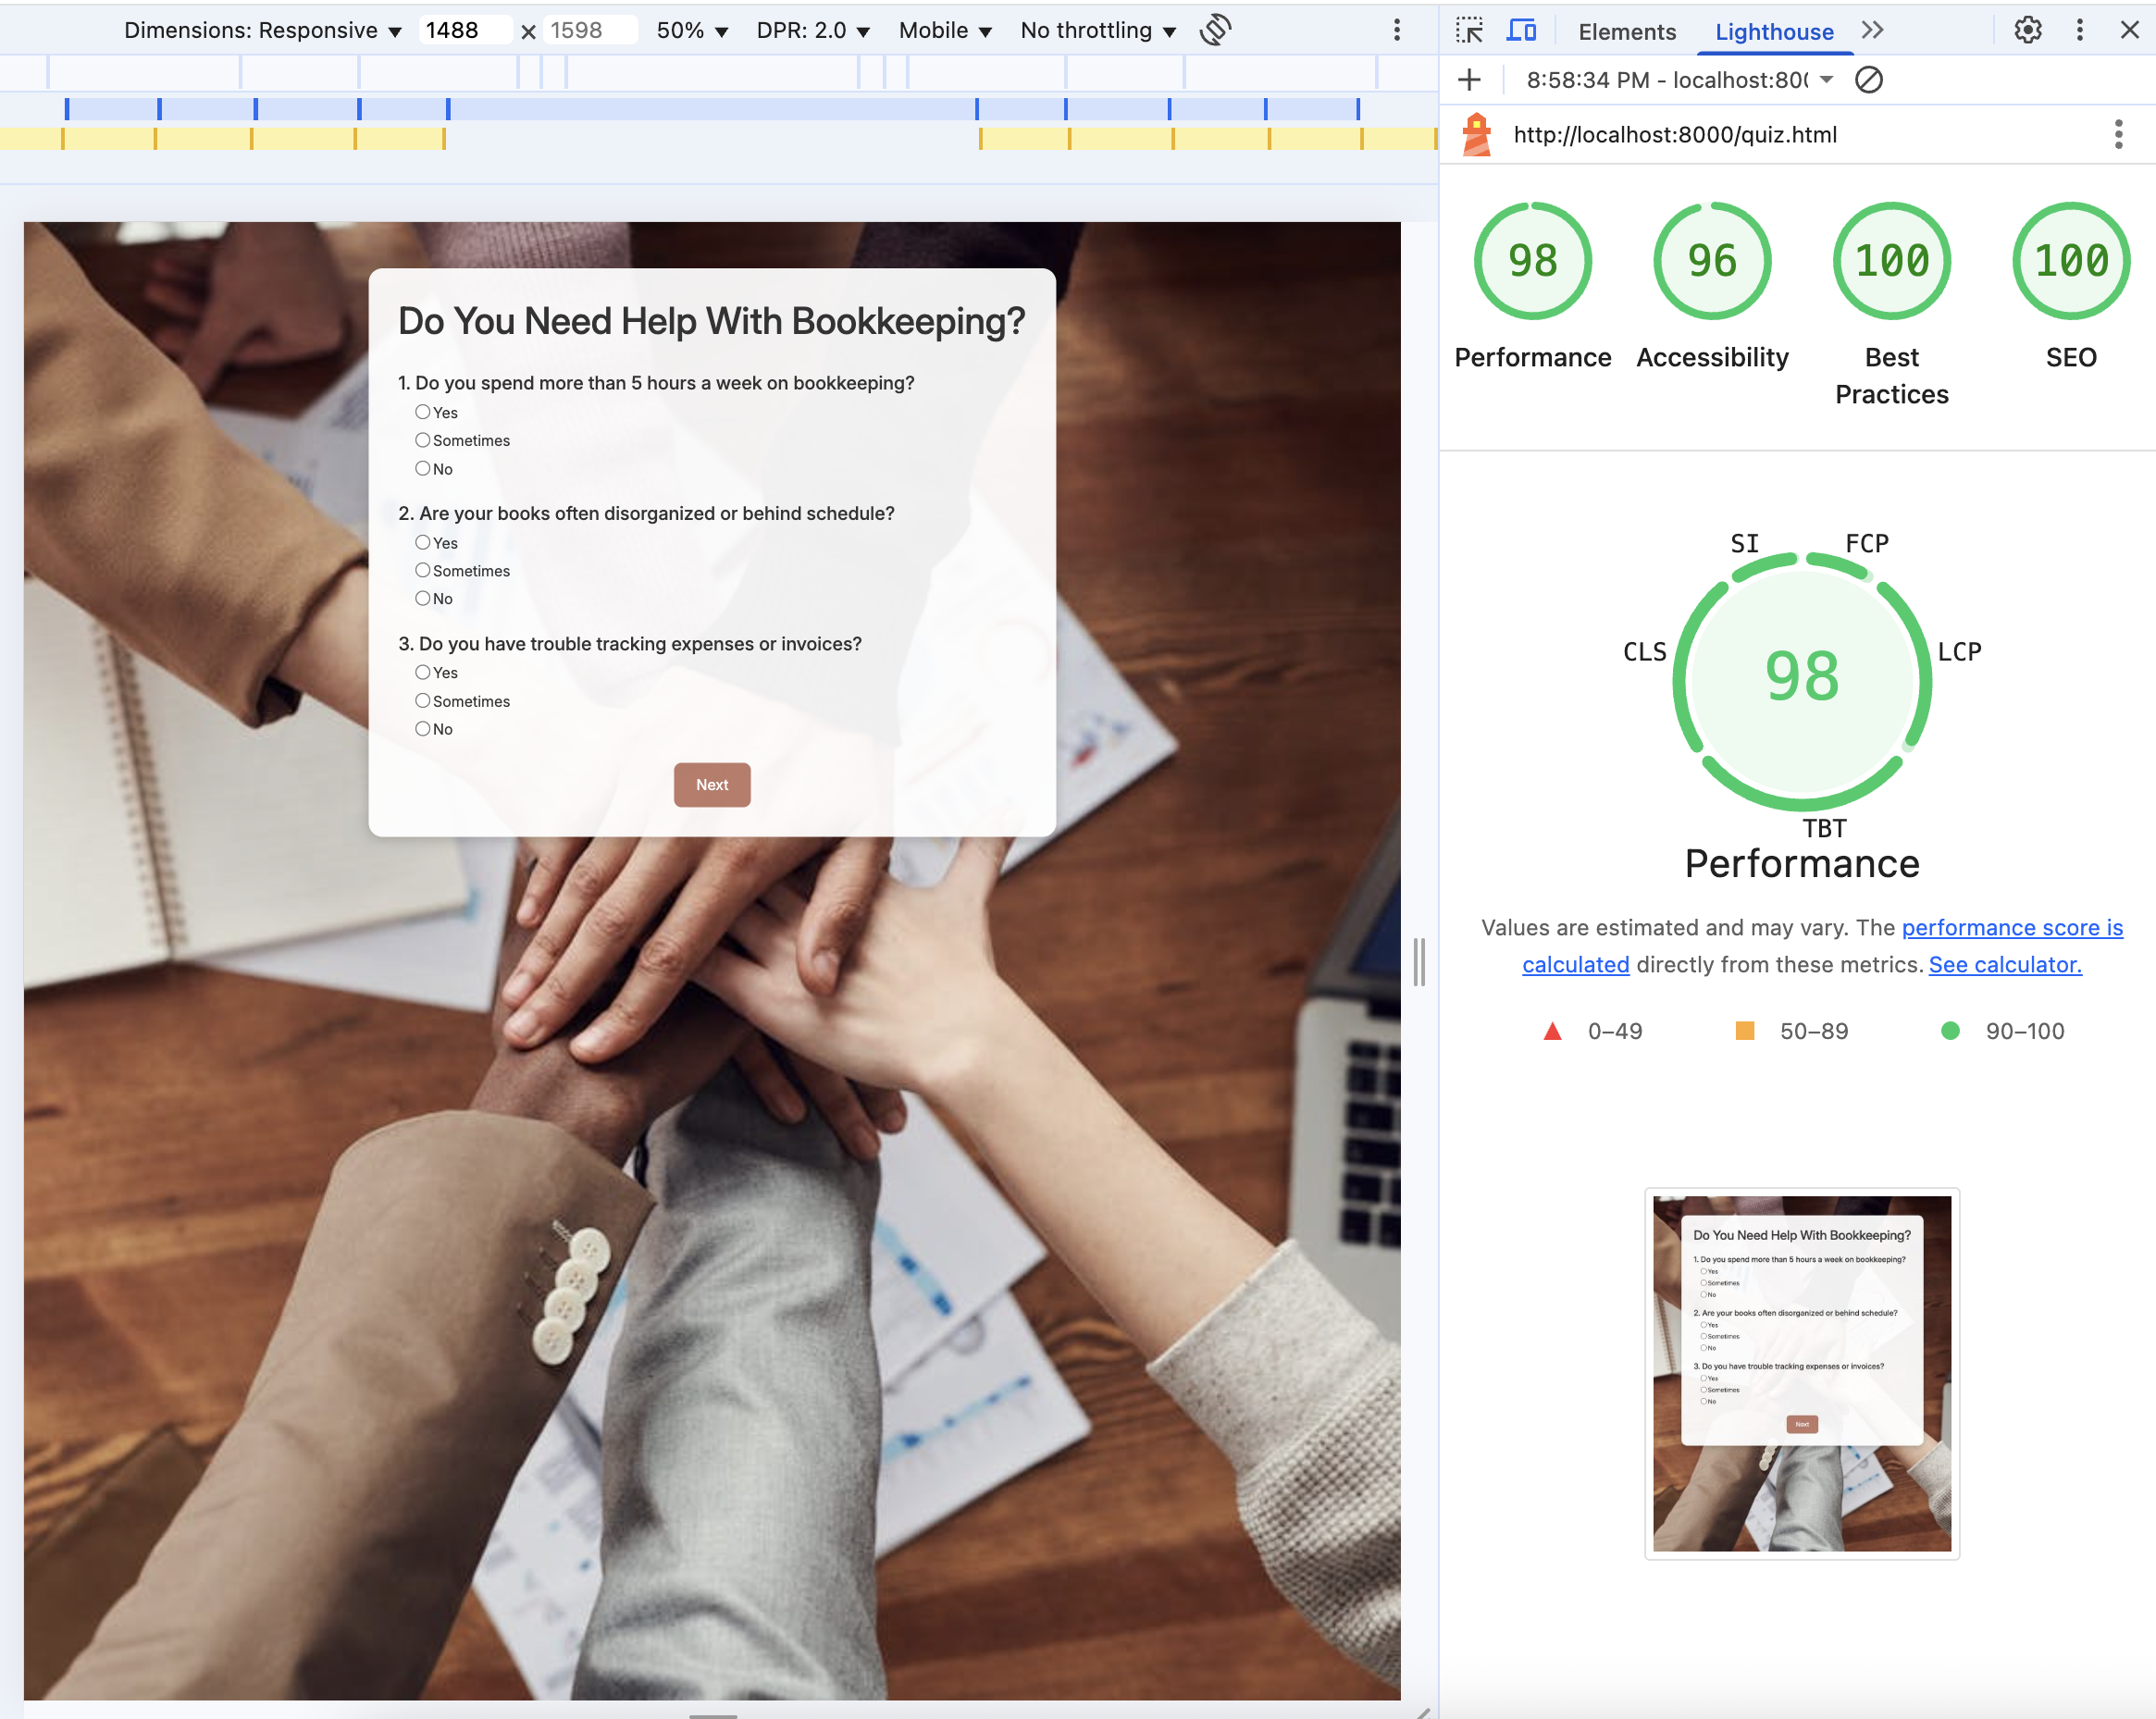 Dimensions: Responsive ▼ 1488 × 1598 50% ▼ DPR: 2.0 ▼ Mobile ▼ No throttling ▼
Elements Lighthouse
8:58:34 PM - localhost:80
http://localhost:8000/quiz.html
98 96 100 100
Performance Accessibility Best Practices SEO
Do You Need Help With Bookkeeping?
1. Do you spend more than 5 hours a week on bookkeeping?
Yes
Sometimes
No
2. Are your books often disorganized or behind schedule?
Yes
Sometimes
No
3. Do you have trouble tracking expenses or invoices?
Yes
Sometimes
No
Next
SI FCP
CLS 98 LCP
TBT
Performance
Values are estimated and may vary. The performance score is
calculated directly from these metrics. See calculator.
0–49 50–89 90–100
Do You Need Help With Bookkeeping?
1. Do you spend more than 5 hours a week on bookkeeping?
Yes
Sometimes
No
2. Are your books often disorganized or behind schedule?
Yes
Sometimes
No
3. Do you have trouble tracking expenses or invoices?
Yes
Sometimes
No
Next